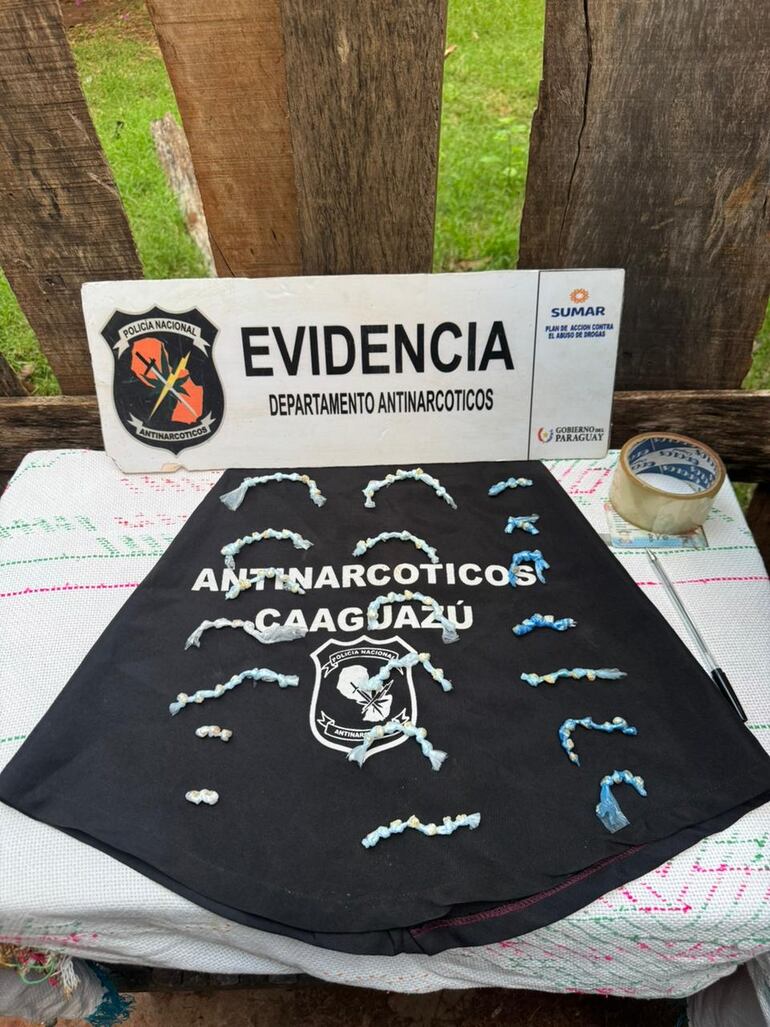 POLICÍA NACIONAL
ANTINARCOTICOS
EVIDENCIA
DEPARTAMENTO ANTINARCOTICOS
SUMAR
PLAN DE ACCION CONTRA
EL ABUSO DE DROGAS
GOBIERNO DEL
PARAGUAY
ANTINARCOTICOS
CAAGUAZÚ
POLICIA NACIONAL